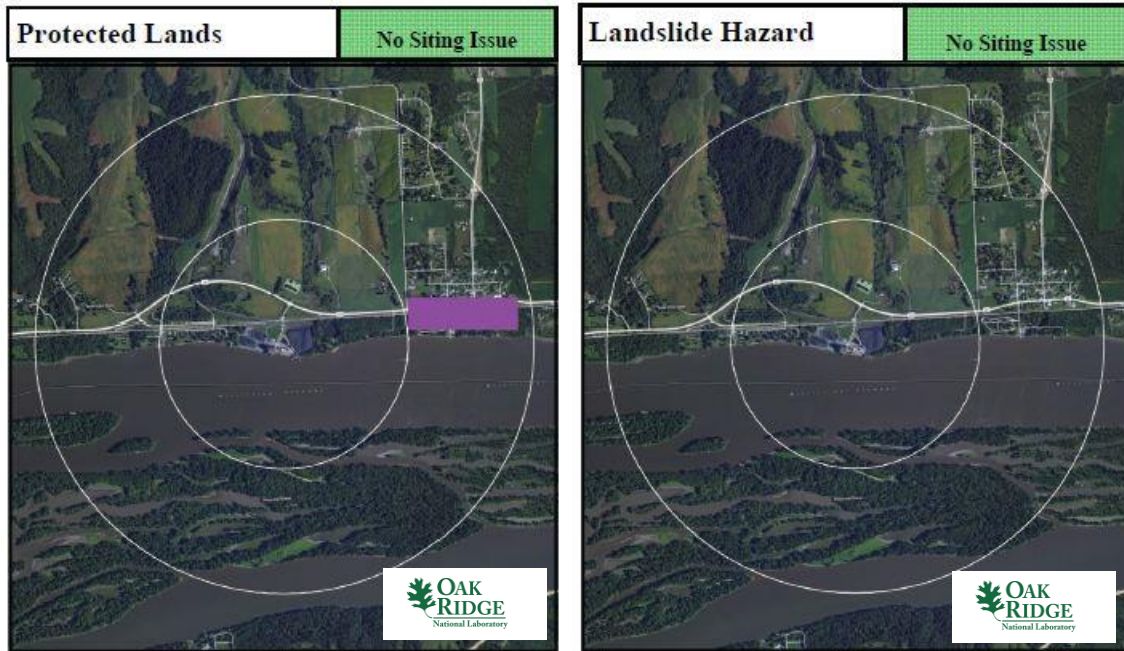 Protected Lands
No Siting Issue
OAK
RIDGE
National Laboratory
Landslide Hazard
No Siting Issue
OAK
RIDGE
National Laboratory